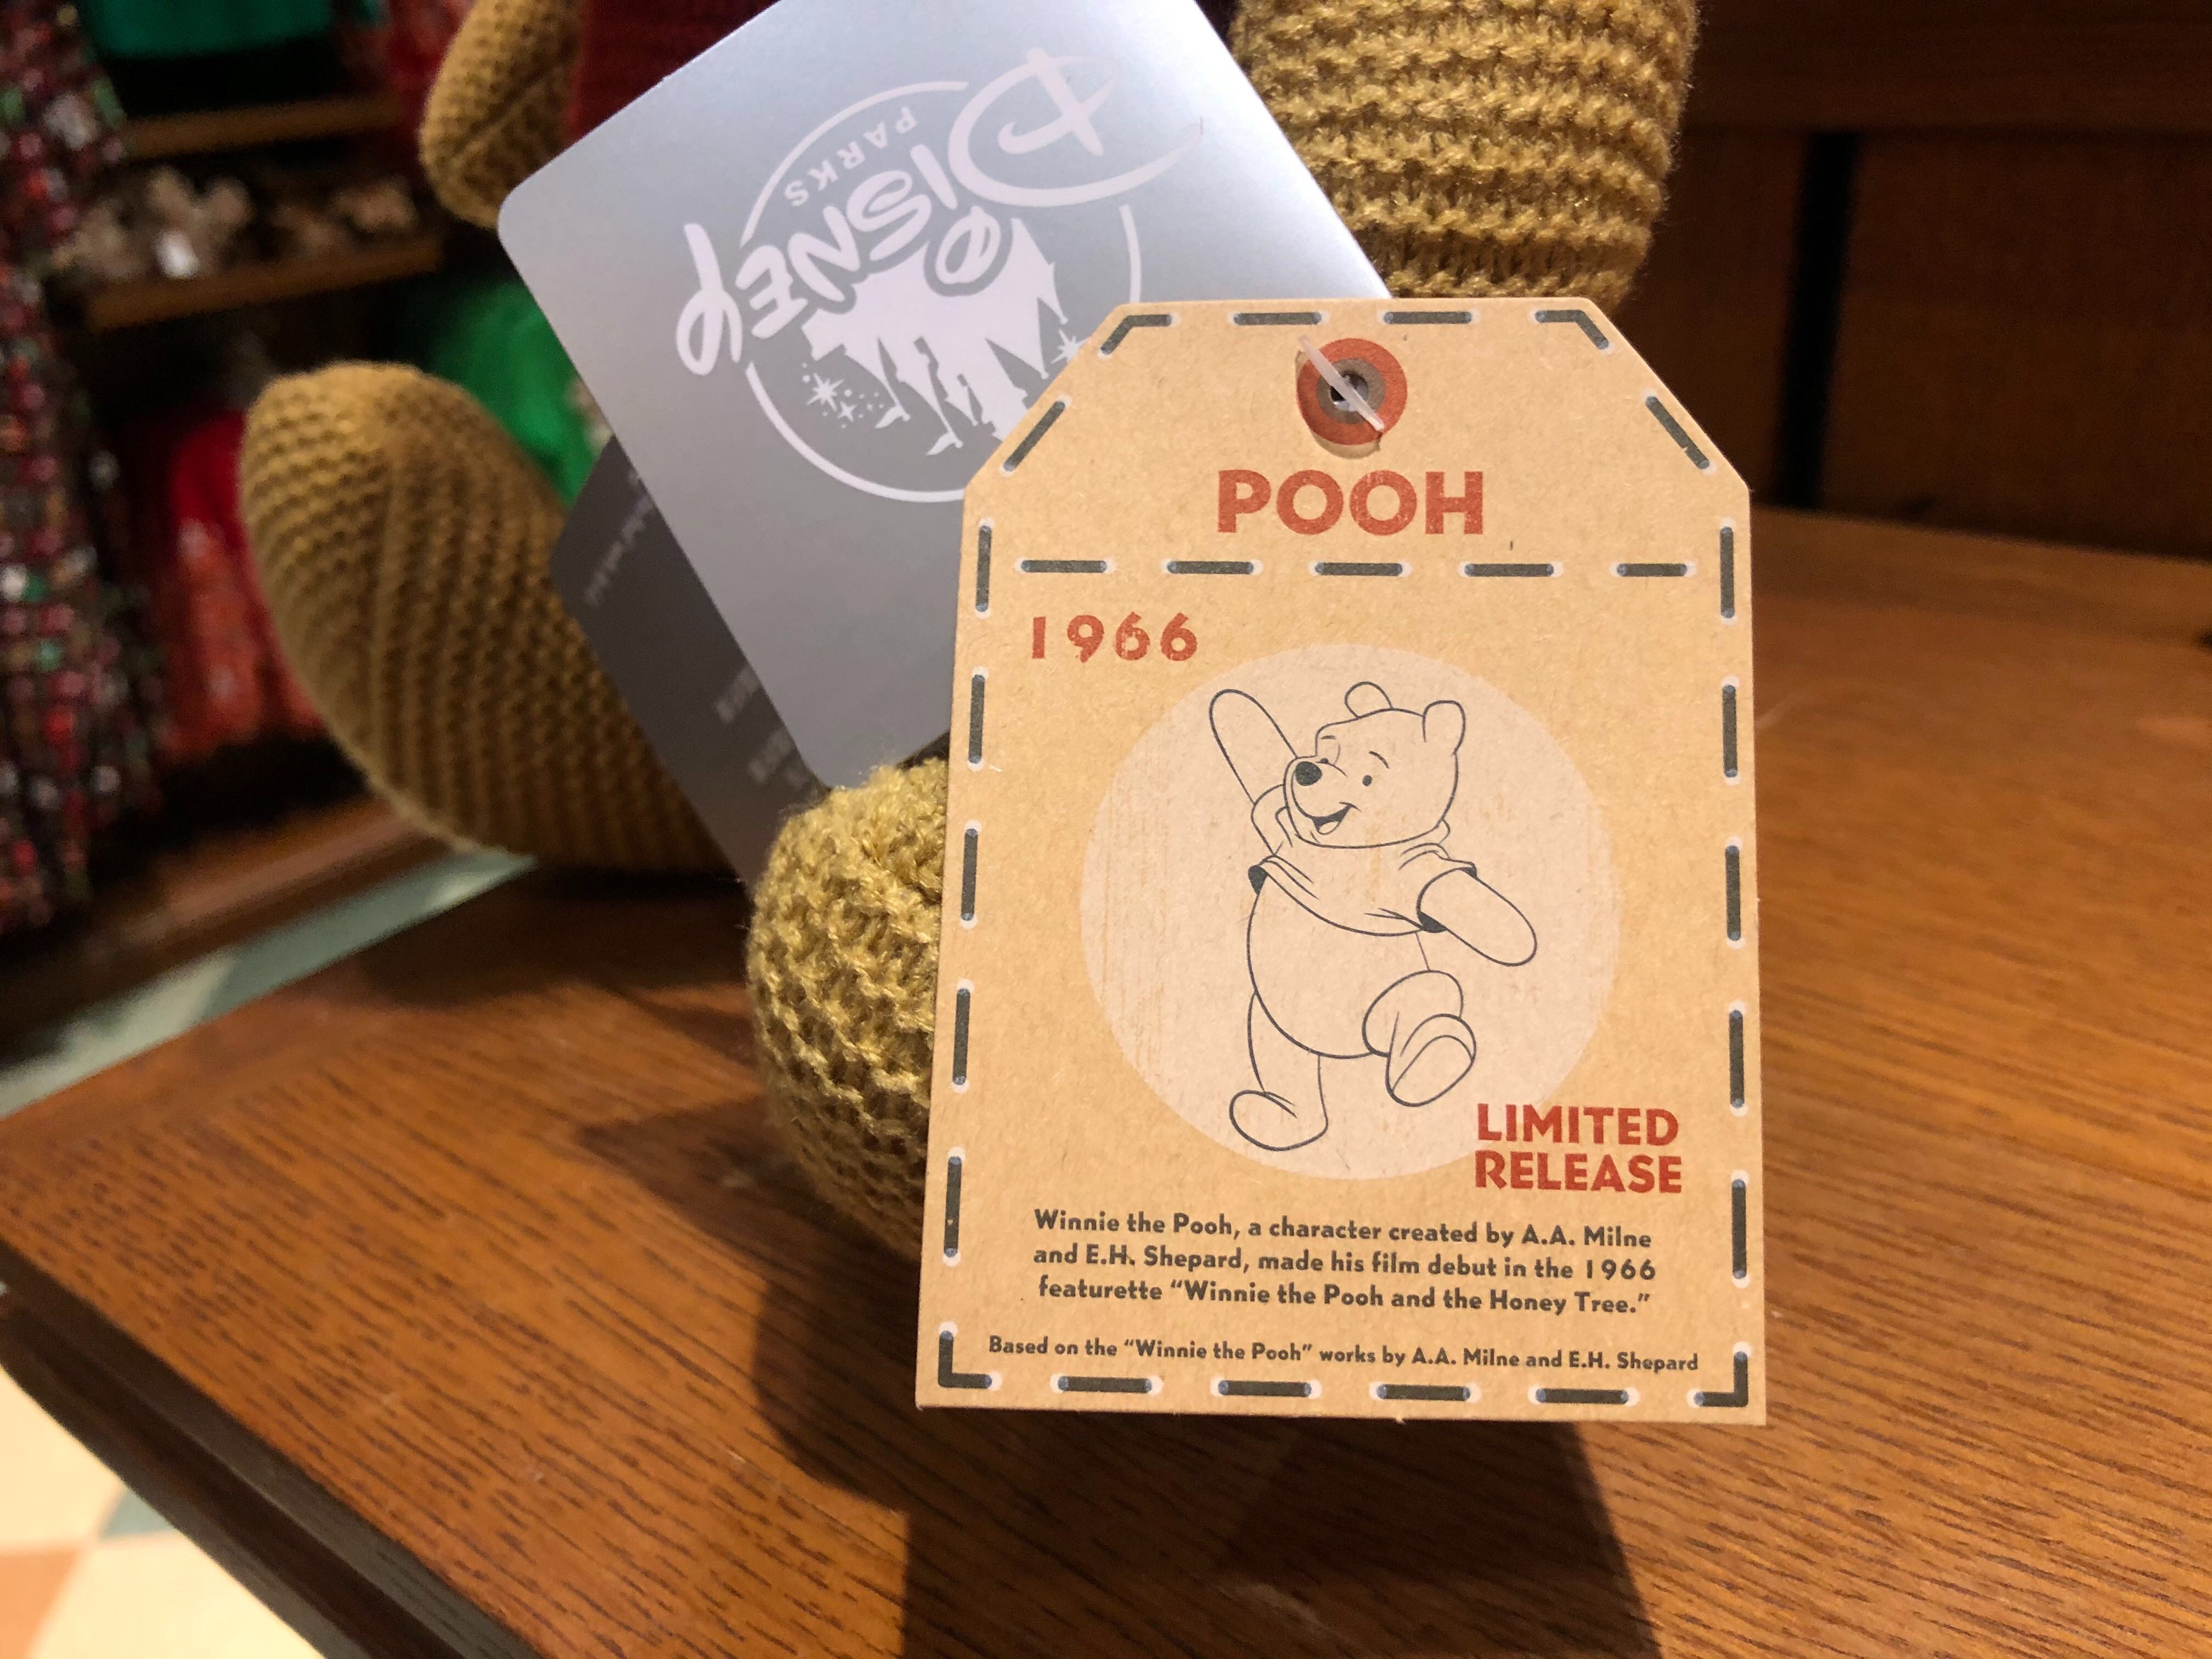 Disney
PARKS
POOH
1966
LIMITED
RELEASE
Winnie the Pooh, a character created by A.A. Milne
and E.H. Shepard, made his film debut in the 1966
featurette “Winnie the Pooh and the Honey Tree.”
Based on the “Winnie the Pooh” works by A.A. Milne and E.H. Shepard